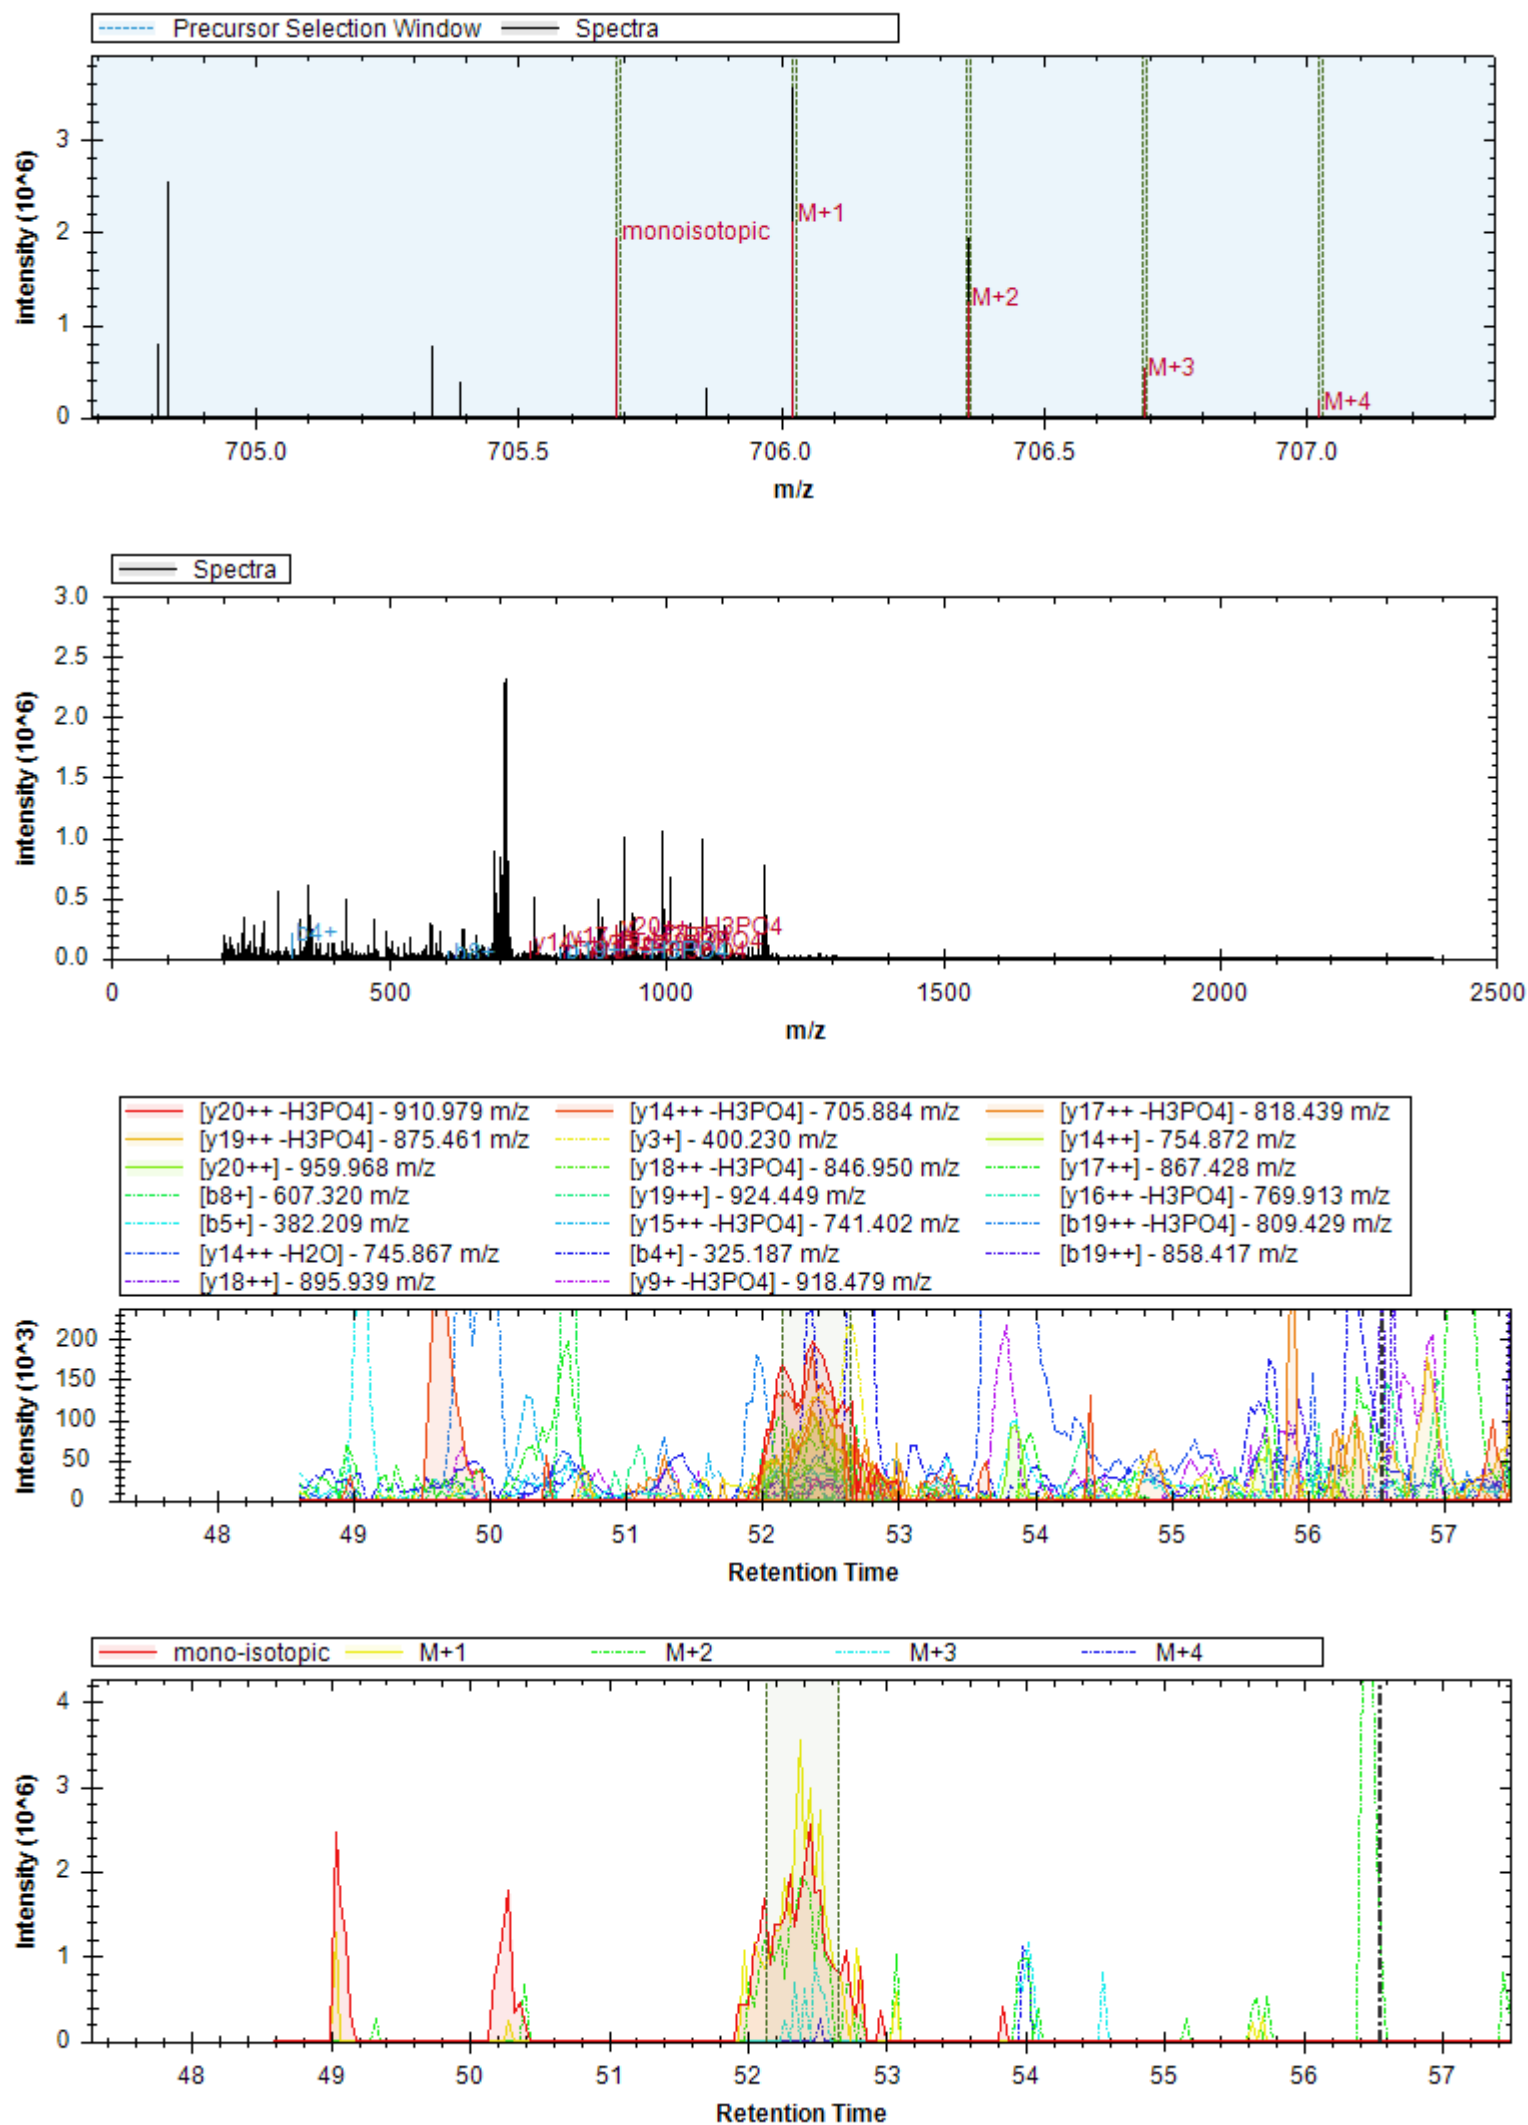 Precursor Selection Window Spectra
intensity (10^6)
3
2
1
0
monoisotopic
M+1
M+2
M+3
M+4
705.0 705.5 706.0 706.5 707.0
m/z
Spectra
intensity (10^6)
3.0
2.5
2.0
1.5
1.0
0.5
0.0
b4+
0 500 1000 1500 2000 2500
m/z
[y20++ -H3PO4] - 910.979 m/z [y14++ -H3PO4] - 705.884 m/z [y17++ -H3PO4] - 818.439 m/z
[y19++ -H3PO4] - 875.461 m/z [y3+] - 400.230 m/z [y14++] - 754.872 m/z
[y20++] - 959.968 m/z [y18++ -H3PO4] - 846.950 m/z [y17++] - 867.428 m/z
[b8+] - 607.320 m/z [y19++] - 924.449 m/z [y16++ -H3PO4] - 769.913 m/z
[b5+] - 382.209 m/z [y15++ -H3PO4] - 741.402 m/z [b19++ -H3PO4] - 809.429 m/z
[y14++ -H2O] - 745.867 m/z [b4+] - 325.187 m/z [b19++] - 858.417 m/z
[y18++] - 895.939 m/z [y9+ -H3PO4] - 918.479 m/z
Intensity (10^3)
200
150
100
50
0
48 49 50 51 52 53 54 55 56 57
Retention Time
mono-isotopic M+1 M+2 M+3 M+4
Intensity (10^6)
4
3
2
1
0
48 49 50 51 52 53 54 55 56 57
Retention Time